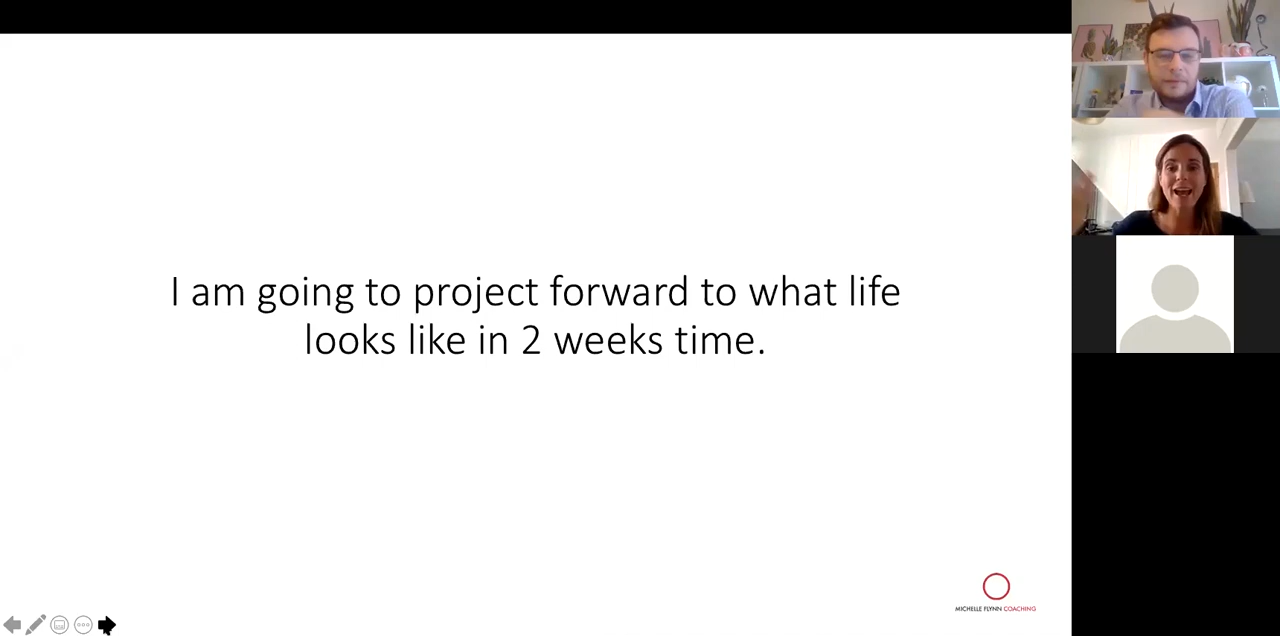 I am going to project forward to what life
looks like in 2 weeks time.
MICHELLE FLYNN COACHING